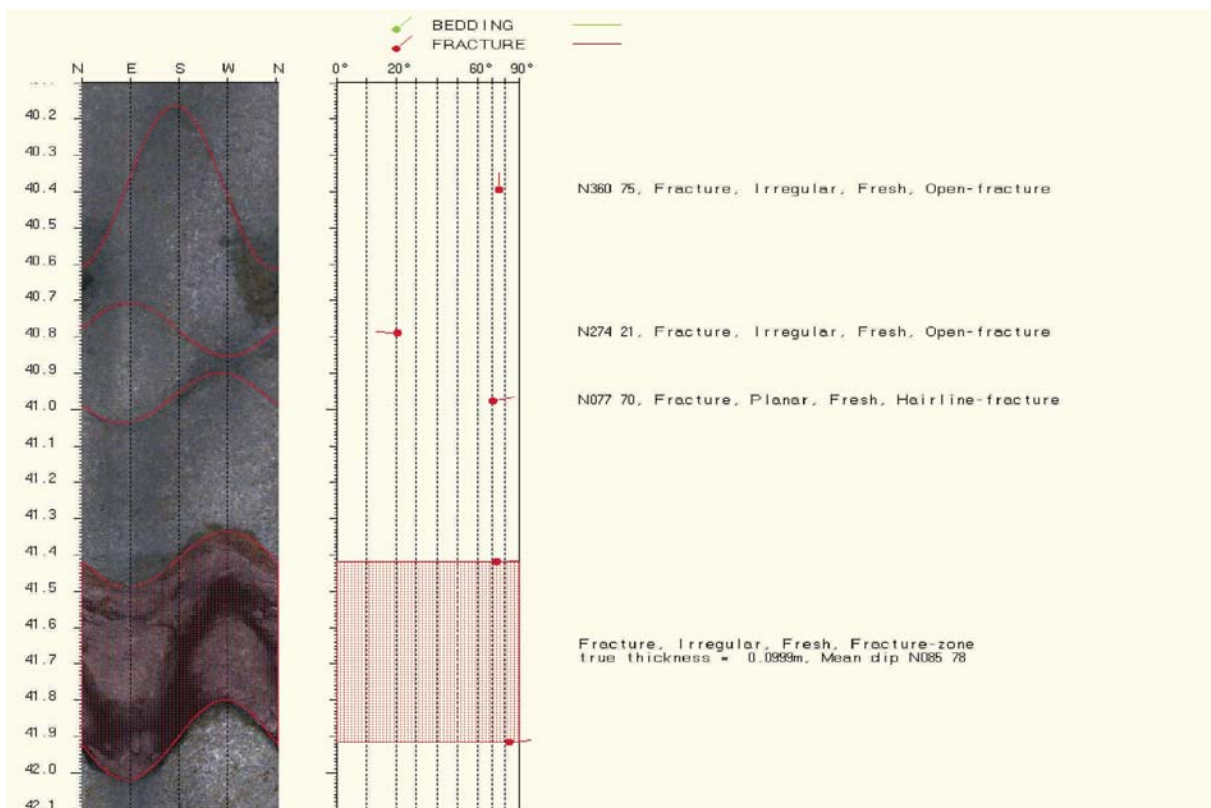 BEDDING
FRACTURE
N E S W N
0° 20° 60° 90°
40.2
40.3
40.4
N360 75, Fracture, Irregular, Fresh, Open-fracture
40.5
40.6
40.7
40.8
N274 21, Fracture, Irregular, Fresh, Open-fracture
40.9
41.0
N077 70, Fracture, Planar, Fresh, Hairline-fracture
41.1
41.2
41.3
41.4
41.5
41.6
Fracture, Irregular, Fresh, Fracture-zone
true thickness = 0.0999m, Mean dip N085 78
41.7
41.8
41.9
42.0
42.1